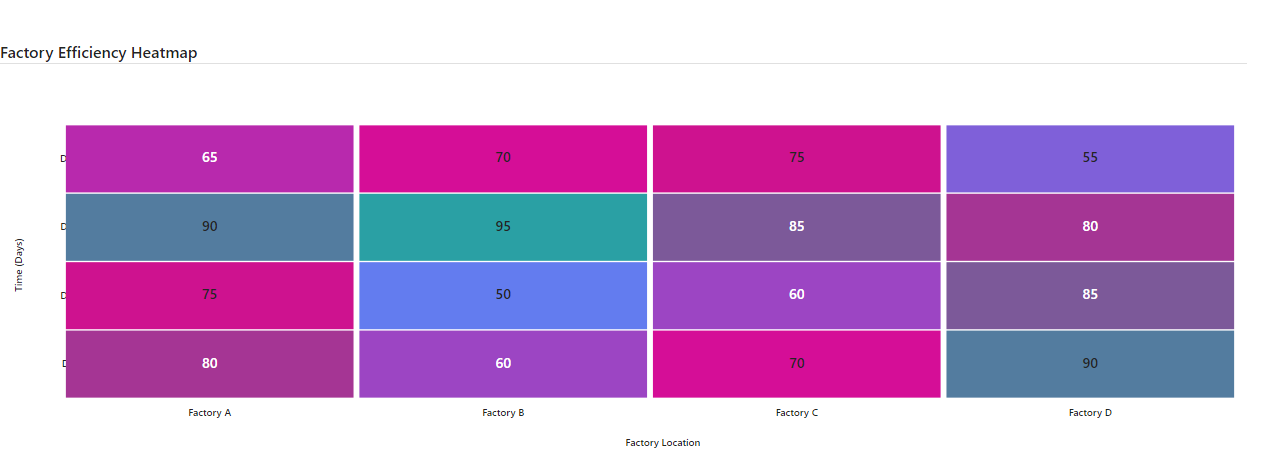 Factory Efficiency Heatmap
65 70 75 55
90 95 85 80
Time (Days)
75 50 60 85
80 60 70 90
Factory A Factory B Factory C Factory D
Factory Location